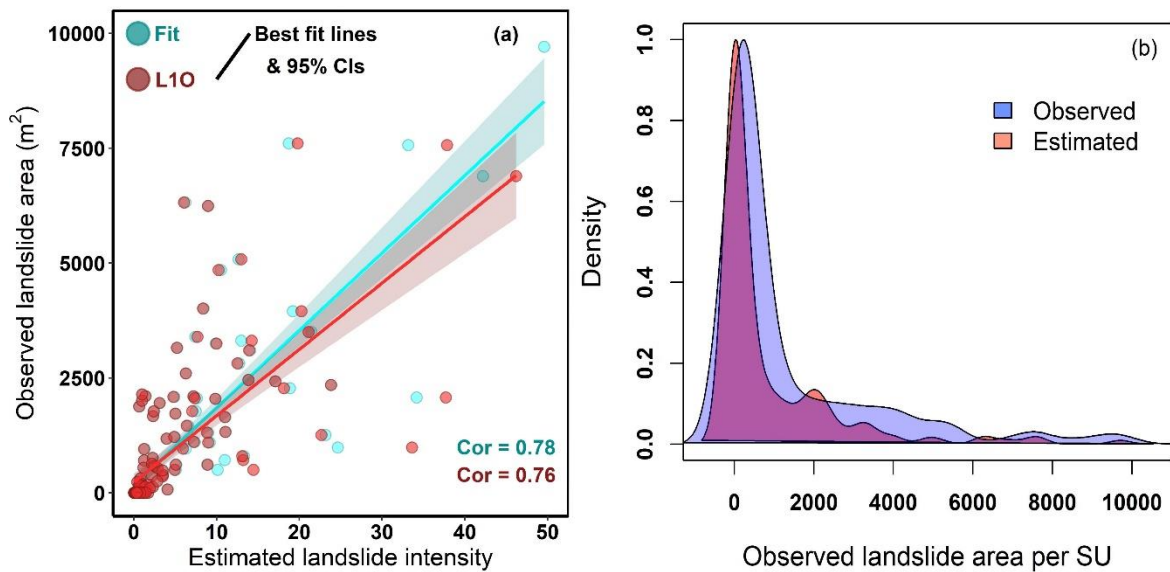 Fit
L1O
Best fit lines
& 95% CIs
(a)
10000
7500
5000
2500
0
Observed landslide area (m²)
Cor = 0.78
Cor = 0.76
0 10 20 30 40 50
Estimated landslide intensity
(b)
Observed
Estimated
1.0
0.8
0.6
0.4
0.2
0.0
Density
0 2000 4000 6000 8000 10000
Observed landslide area per SU